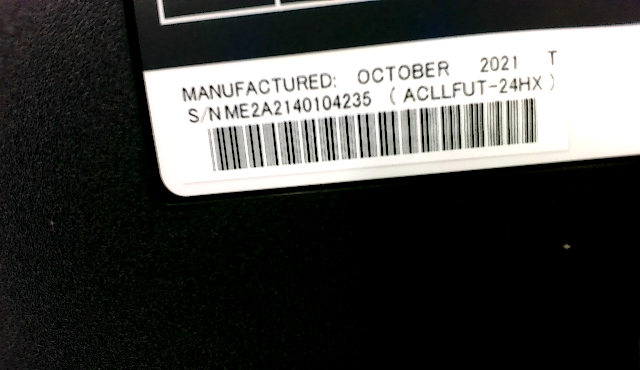 MANUFACTURED: OCTOBER 2021 T
S/N ME2A2140104235 ( ACLLFUT-24HX )